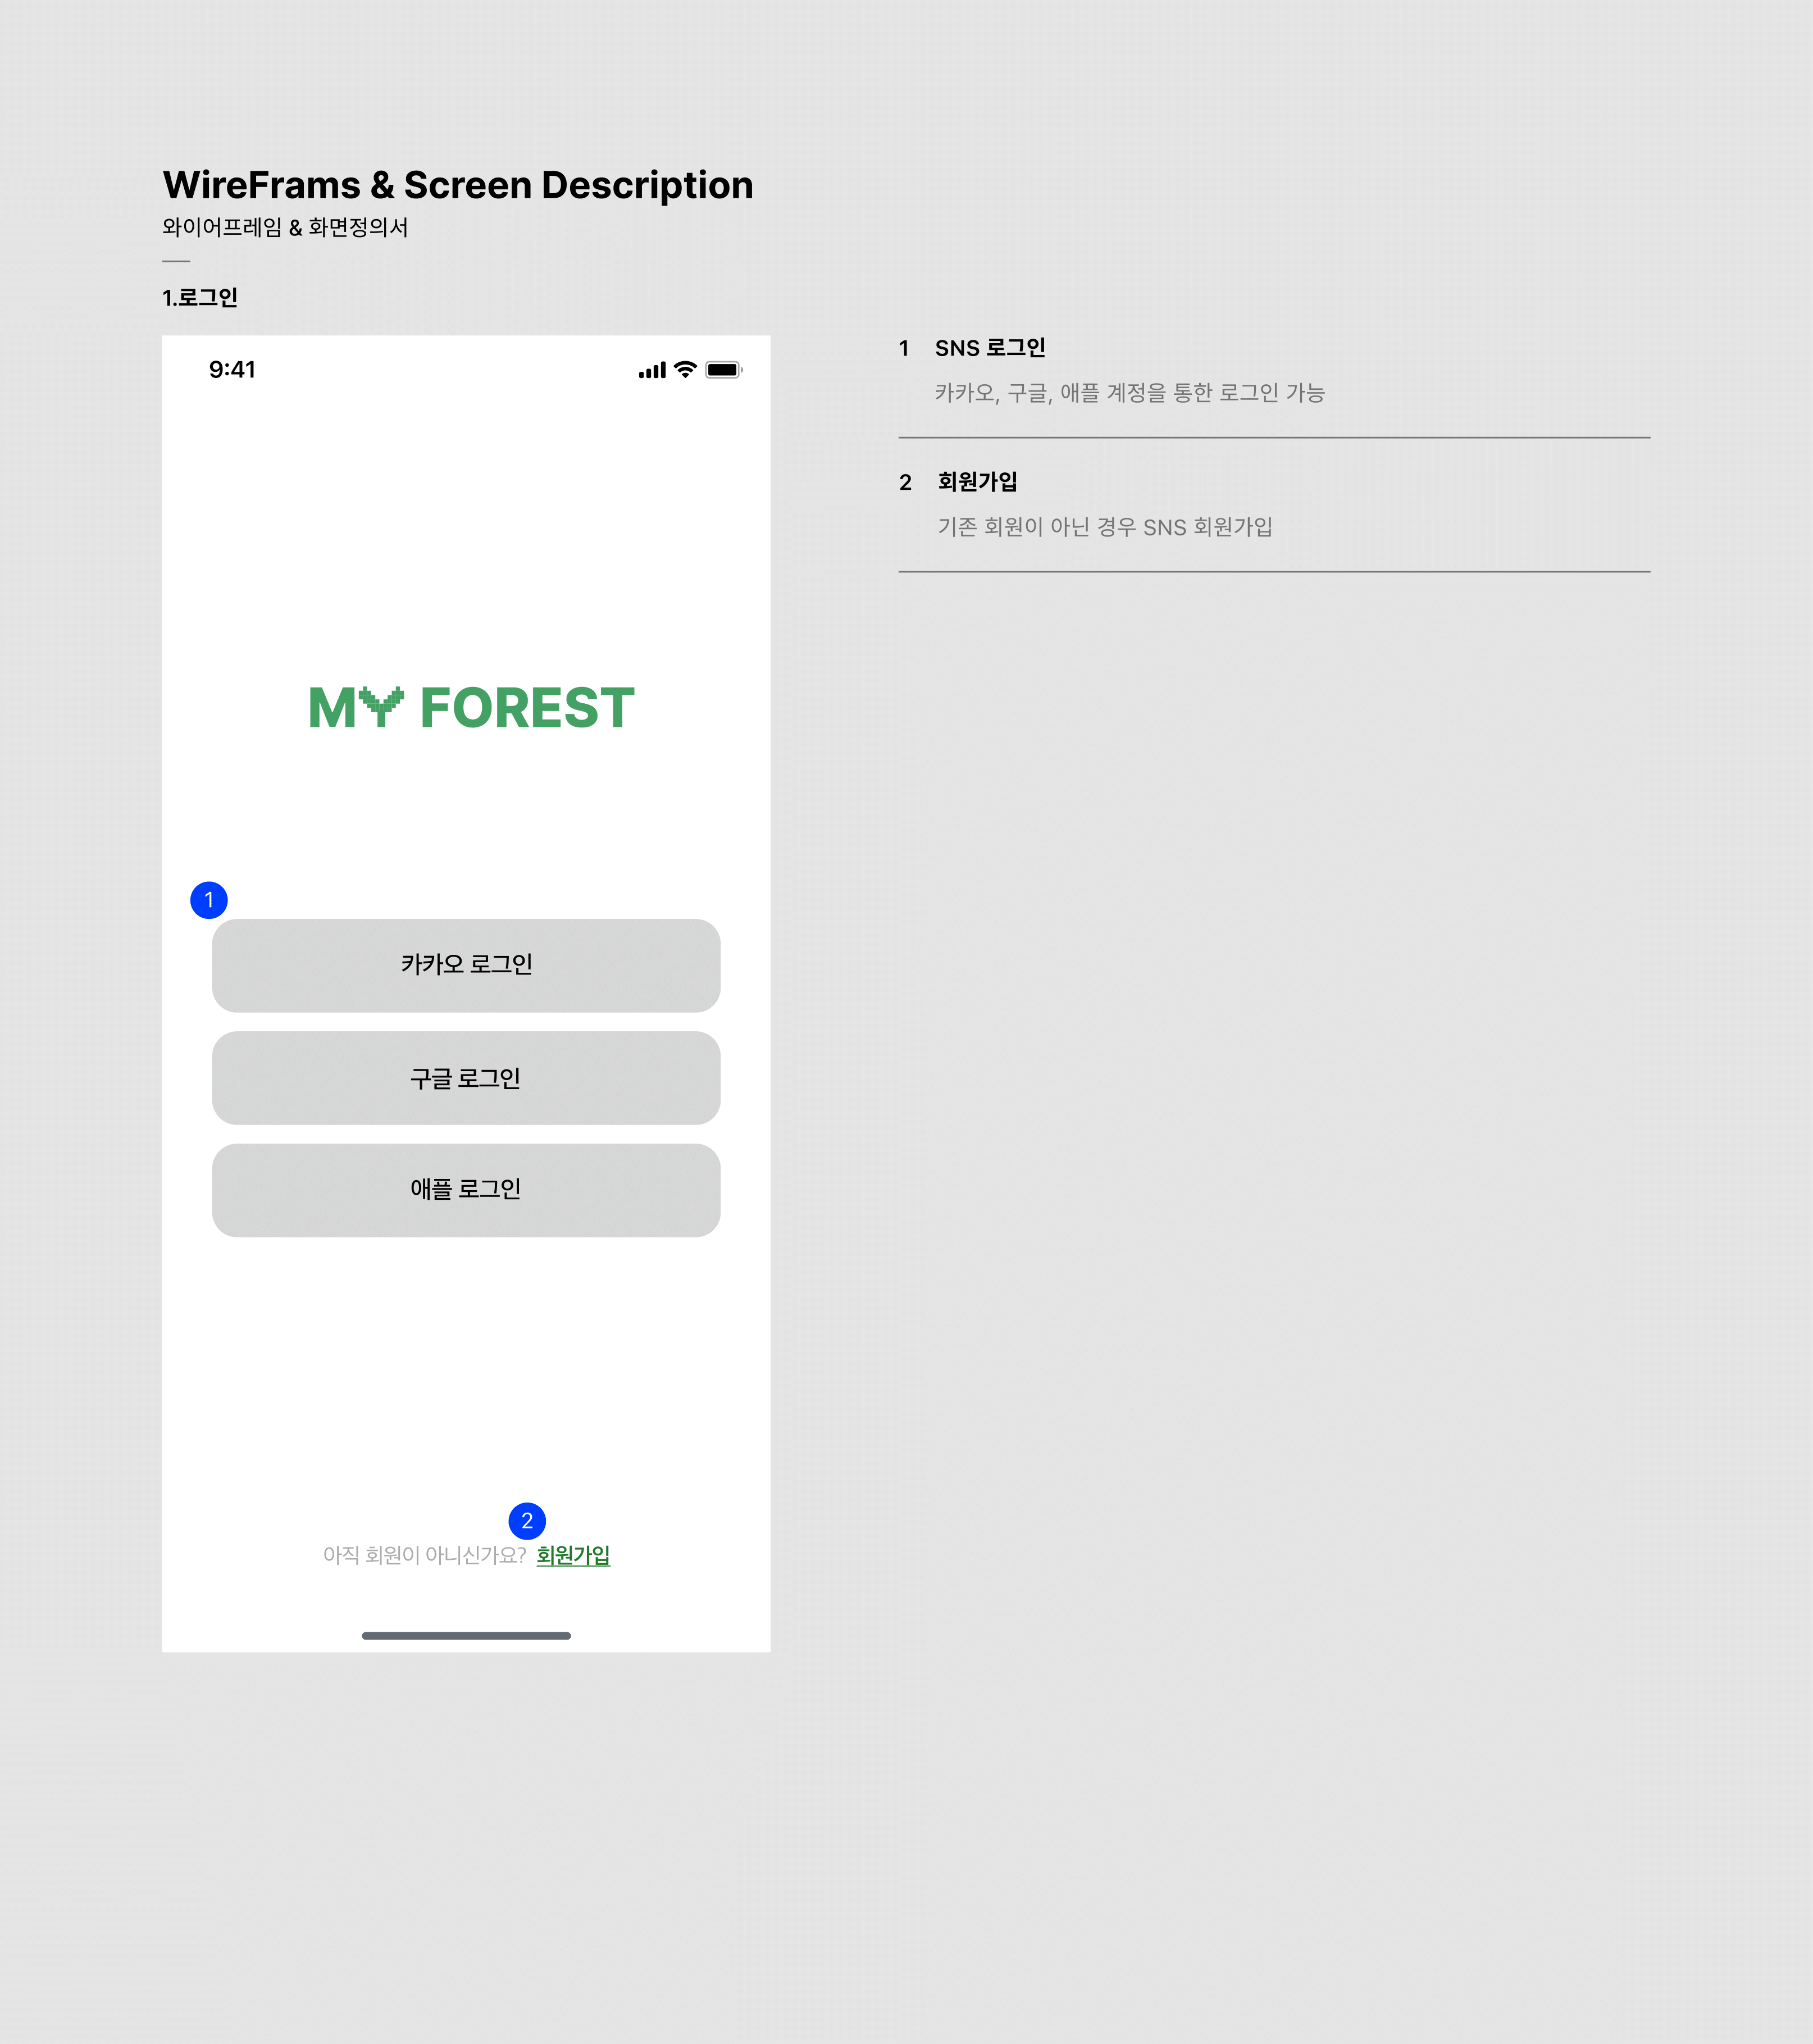 WireFrams & Screen Description
와이어프레임 & 화면정의서
1.로그인
9:41
MY FOREST
1
카카오 로그인
구글 로그인
애플 로그인
2
아직 회원이 아니신가요? 회원가입
1 SNS 로그인
카카오, 구글, 애플 계정을 통한 로그인 가능
2 회원가입
기존 회원이 아닌 경우 SNS 회원가입